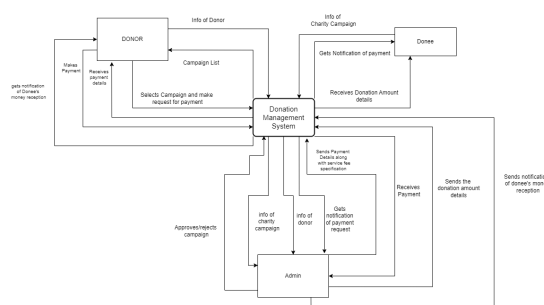 Info of Donor
Info of
Charity Campaign
DONOR
Donee
Gets Notification of payment
Makes
Payment
Receives
payment
details
Campaign List
gets notification
of Donee's
money reception
Selects Campaign and make
request for payment
Receives Donation Amount
details
Donation
Management
System
Sends Payment
Details along
with service fee
specification
Receives
Payment
Sends the
donation amount
details
Sends notification
of donee's mon
reception
Approves/rejects
campaign
info of
charity
campaign
info of
donor
Gets
notification
of payment
request
Admin